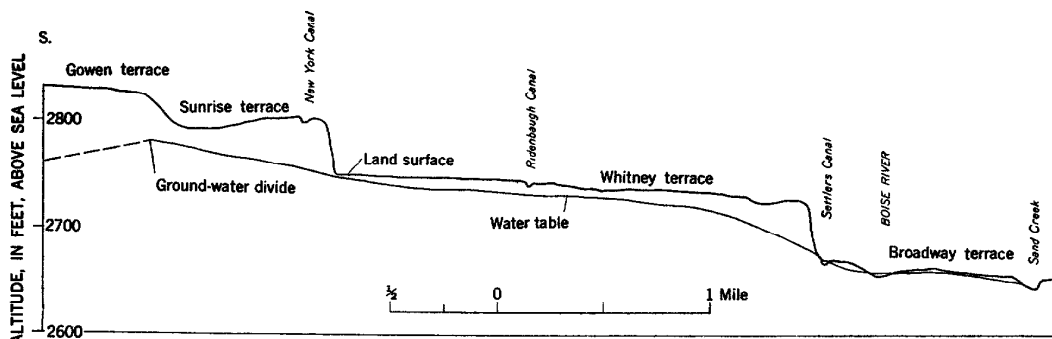 S.
Gowen terrace
Sunrise terrace
New York Canal
Ridenbaugh Canal
Settlers Canal
BOISE RIVER
Sand Creek
ALTITUDE, IN FEET, ABOVE SEA LEVEL
2800
2700
2600
Land surface
Ground-water divide
Whitney terrace
Water table
Broadway terrace
½ 0 1 Mile